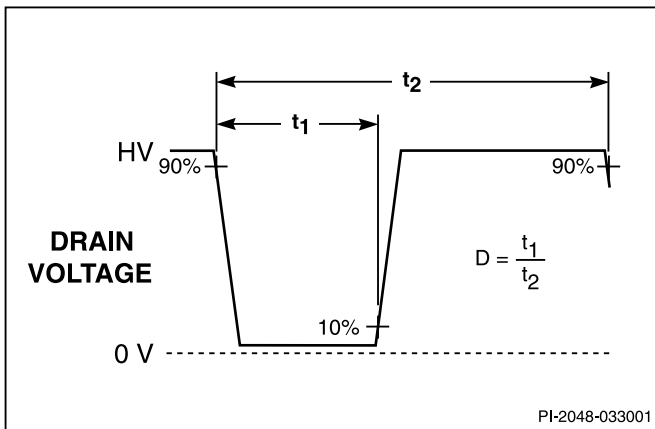 t2
t1
HV
90%
90%
DRAIN
VOLTAGE
D = t1
t2
10%
0 V
PI-2048-033001